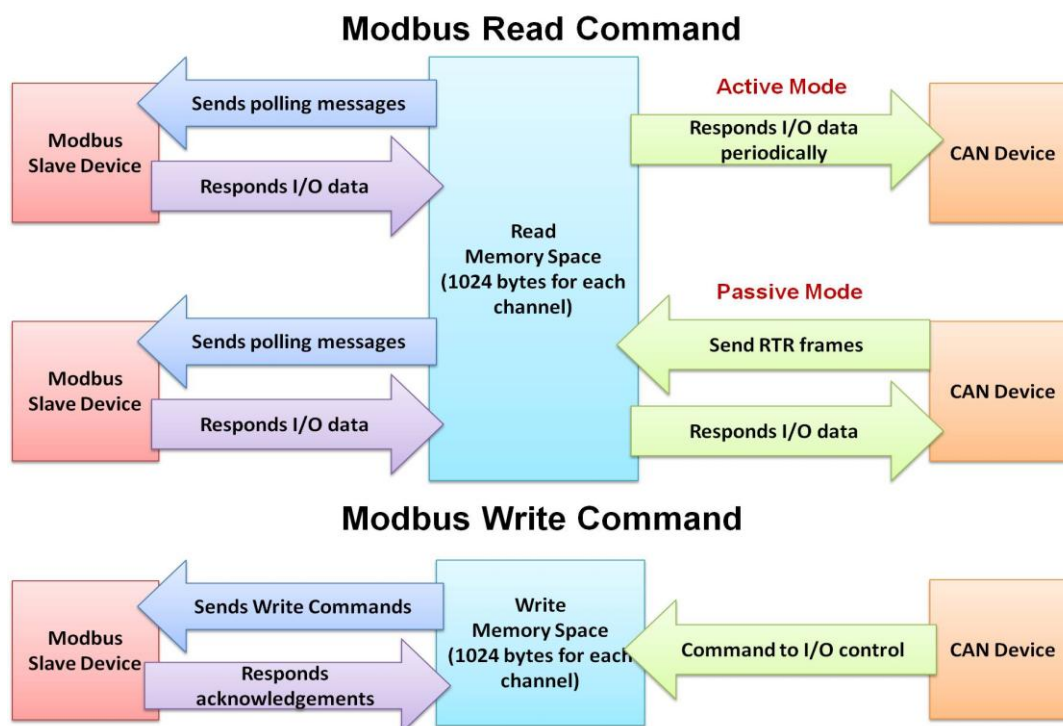 Modbus Read Command
Sends polling messages
Active Mode
Modbus
Slave Device
Responds I/O data
periodically
CAN Device
Responds I/O data
Read
Memory Space
(1024 bytes for each
channel)
Passive Mode
Sends polling messages
Send RTR frames
Modbus
Slave Device
CAN Device
Responds I/O data
Responds I/O data
Modbus Write Command
Sends Write Commands
Modbus
Slave Device
Write
Memory Space
(1024 bytes for each
channel)
Command to I/O control
CAN Device
Responds
acknowledgements